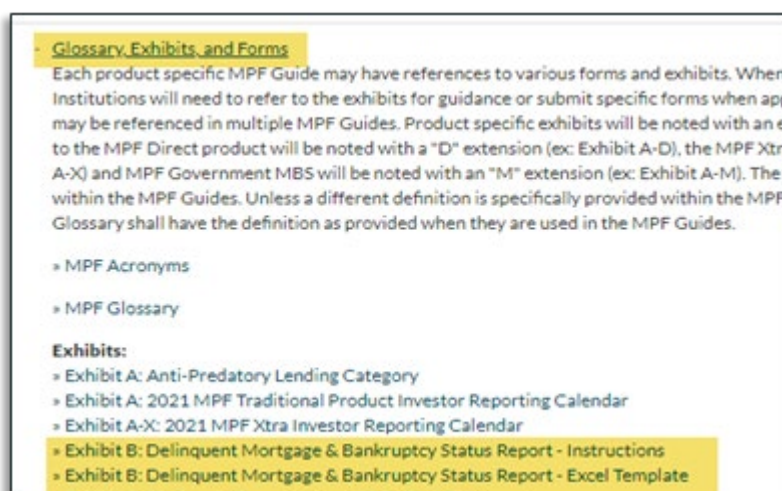 - Glossary, Exhibits, and Forms
Each product specific MPF Guide may have references to various forms and exhibits. When
Institutions will need to refer to the exhibits for guidance or submit specific forms when ap
may be referenced in multiple MPF Guides. Product specific exhibits will be noted with an e
to the MPF Direct product will be noted with a "D" extension (ex: Exhibit A-D), the MPF Xtr
A-X) and MPF Government MBS will be noted with an "M" extension (ex: Exhibit A-M). The
within the MPF Guides. Unless a different definition is specifically provided within the MPF
Glossary shall have the definition as provided when they are used in the MPF Guides.
» MPF Acronyms
» MPF Glossary
Exhibits:
» Exhibit A: Anti-Predatory Lending Category
» Exhibit A: 2021 MPF Traditional Product Investor Reporting Calendar
» Exhibit A-X: 2021 MPF Xtra Investor Reporting Calendar
» Exhibit B: Delinquent Mortgage & Bankruptcy Status Report - Instructions
» Exhibit B: Delinquent Mortgage & Bankruptcy Status Report - Excel Template